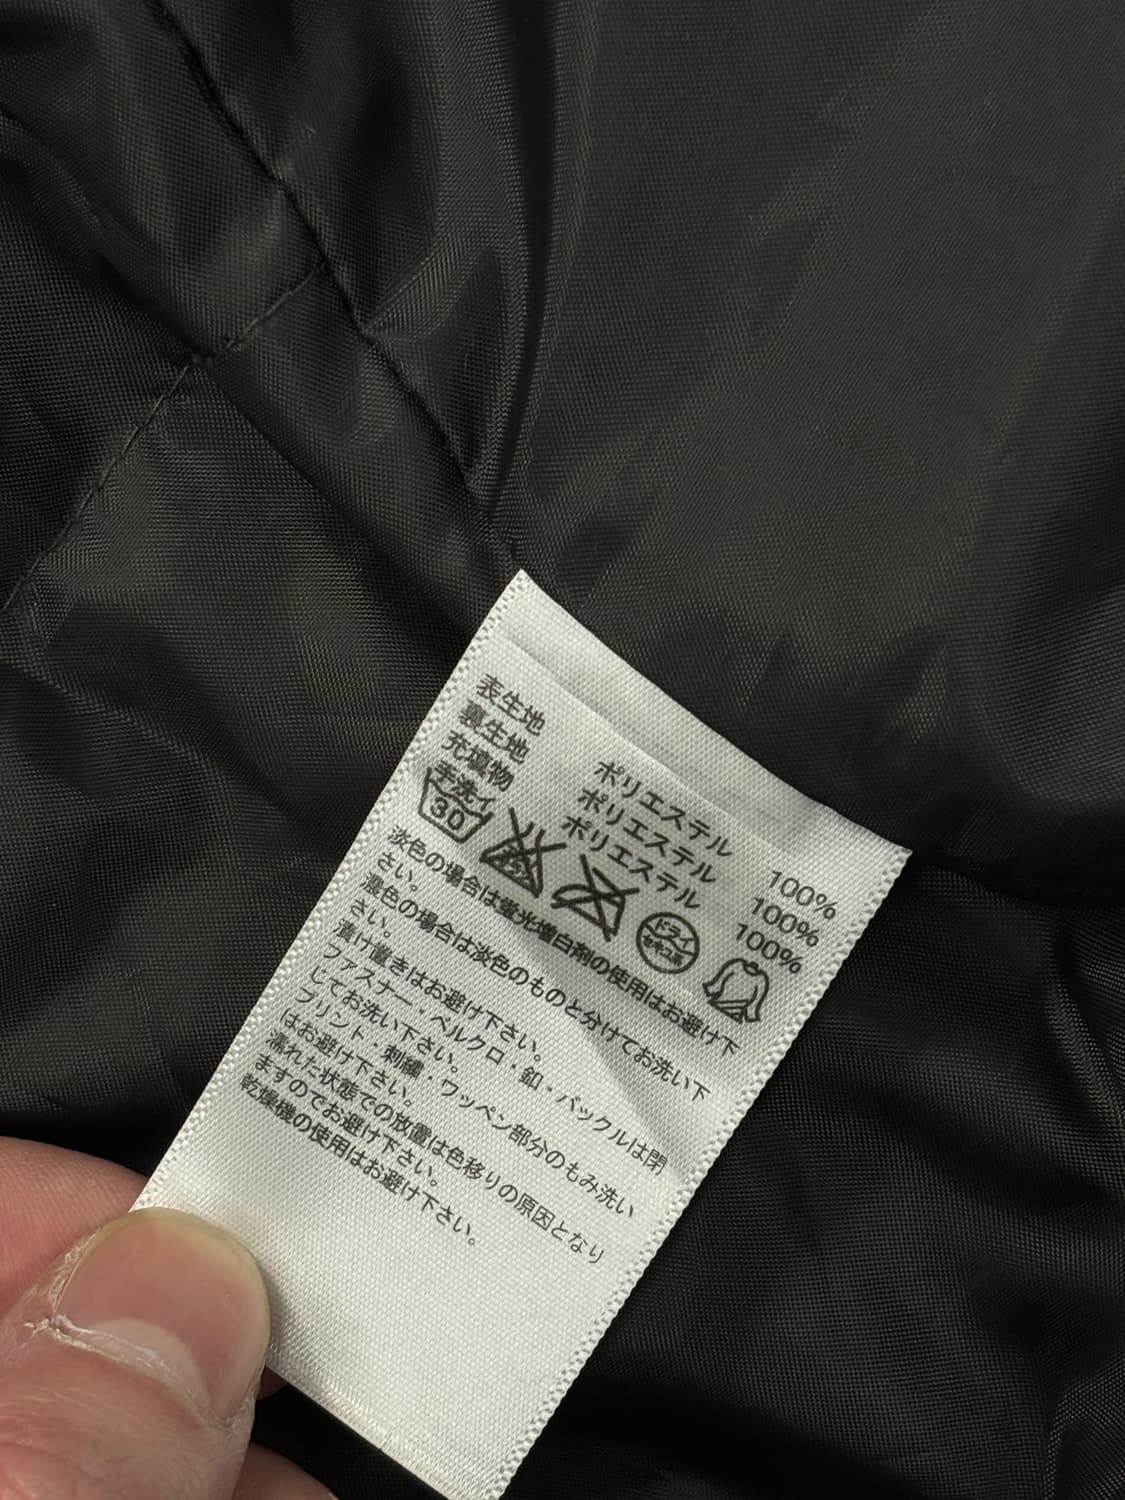 表生地 ポリエステル 100%
裏生地 ポリエステル 100%
充填物 ポリエステル 100%
手洗イ 30 ドライ セキユ系
淡色の場合は蛍光増白剤の使用はお避け下
さい。
濃色の場合は淡色のものと分けてお洗い下
さい。
漬け置きはお避け下さい。
ファスナー・ベルクロ・釦・バックルは閉
じてお洗い下さい。
プリント・刺繍・ワッペン部分のもみ洗い
はお避け下さい。
濡れた状態での放置は色移りの原因となり
ますのでお避け下さい。
乾燥機の使用はお避け下さい。